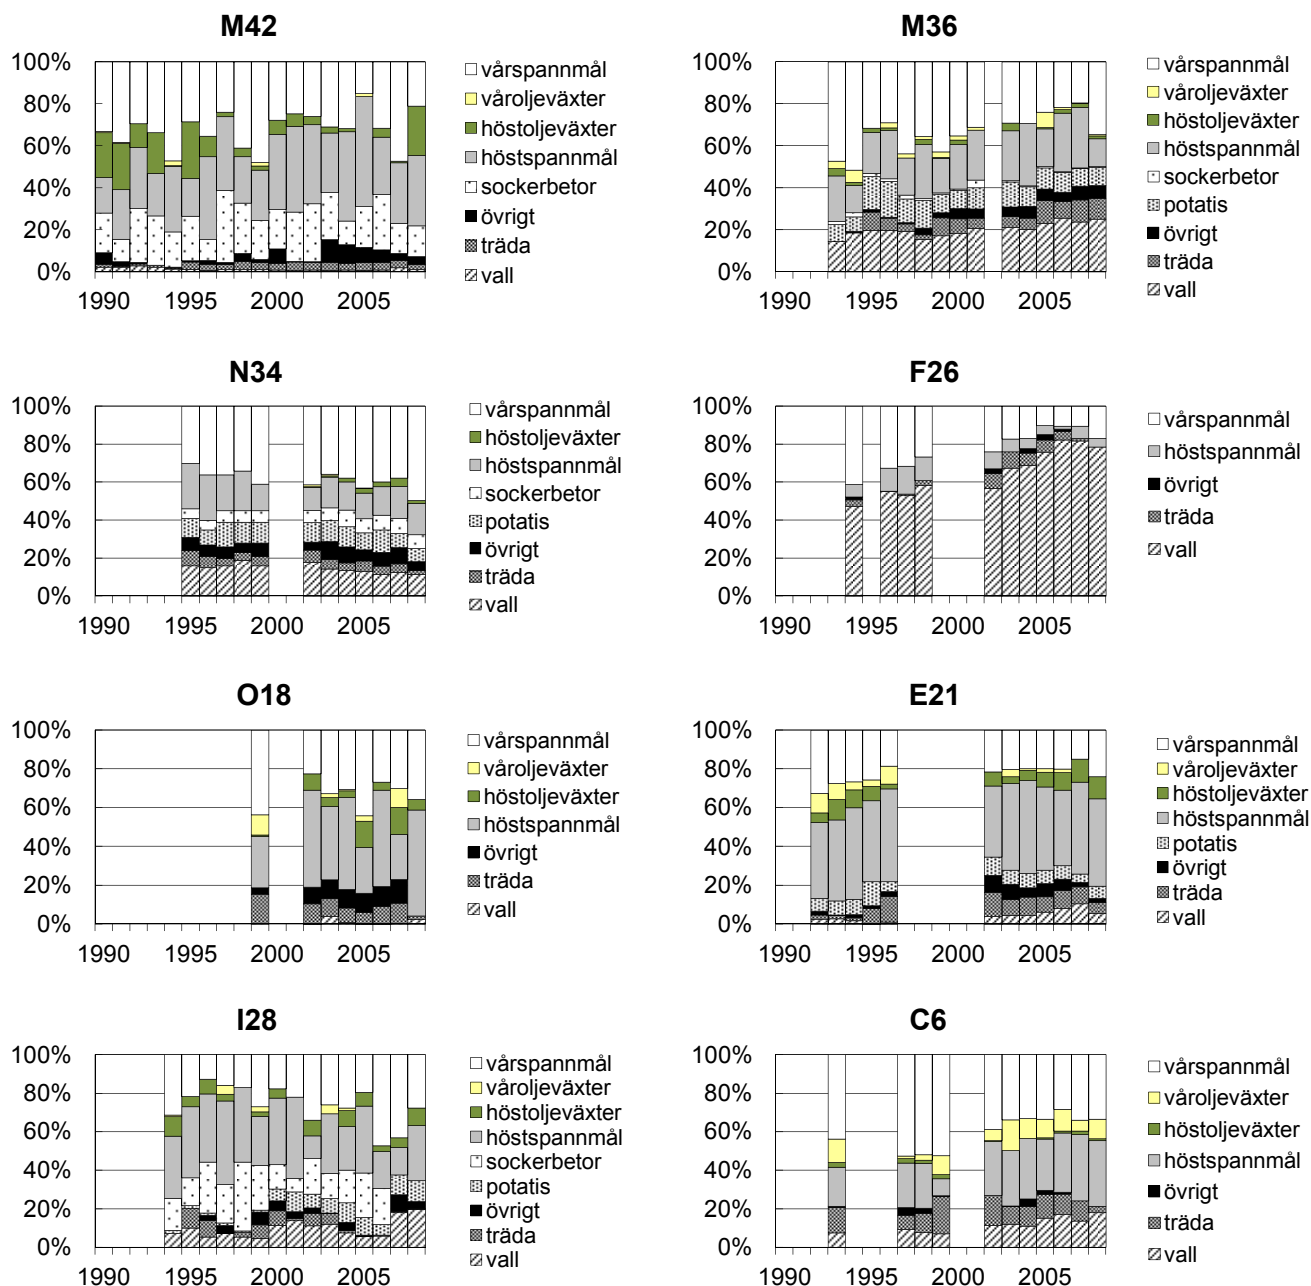 M42
100%
80%
60%
40%
20%
0%
1990
1995
2000
2005
vårspannmål
våroljeväxter
höstoljeväxter
höstspannmål
sockerbetor
övrigt
träda
vall
M36
100%
80%
60%
40%
20%
0%
1990
1995
2000
2005
vårspannmål
våroljeväxter
höstoljeväxter
höstspannmål
sockerbetor
potatis
övrigt
träda
vall
N34
100%
80%
60%
40%
20%
0%
1990
1995
2000
2005
vårspannmål
höstoljeväxter
höstspannmål
sockerbetor
potatis
övrigt
träda
vall
F26
100%
80%
60%
40%
20%
0%
1990
1995
2000
2005
vårspannmål
höstspannmål
övrigt
träda
vall
O18
100%
80%
60%
40%
20%
0%
1990
1995
2000
2005
vårspannmål
våroljeväxter
höstoljeväxter
höstspannmål
övrigt
träda
vall
E21
100%
80%
60%
40%
20%
0%
1990
1995
2000
2005
vårspannmål
våroljeväxter
höstoljeväxter
höstspannmål
potatis
övrigt
träda
vall
I28
100%
80%
60%
40%
20%
0%
1990
1995
2000
2005
vårspannmål
våroljeväxter
höstoljeväxter
höstspannmål
sockerbetor
potatis
övrigt
träda
vall
C6
100%
80%
60%
40%
20%
0%
1990
1995
2000
2005
vårspannmål
våroljeväxter
höstoljeväxter
höstspannmål
övrigt
träda
vall